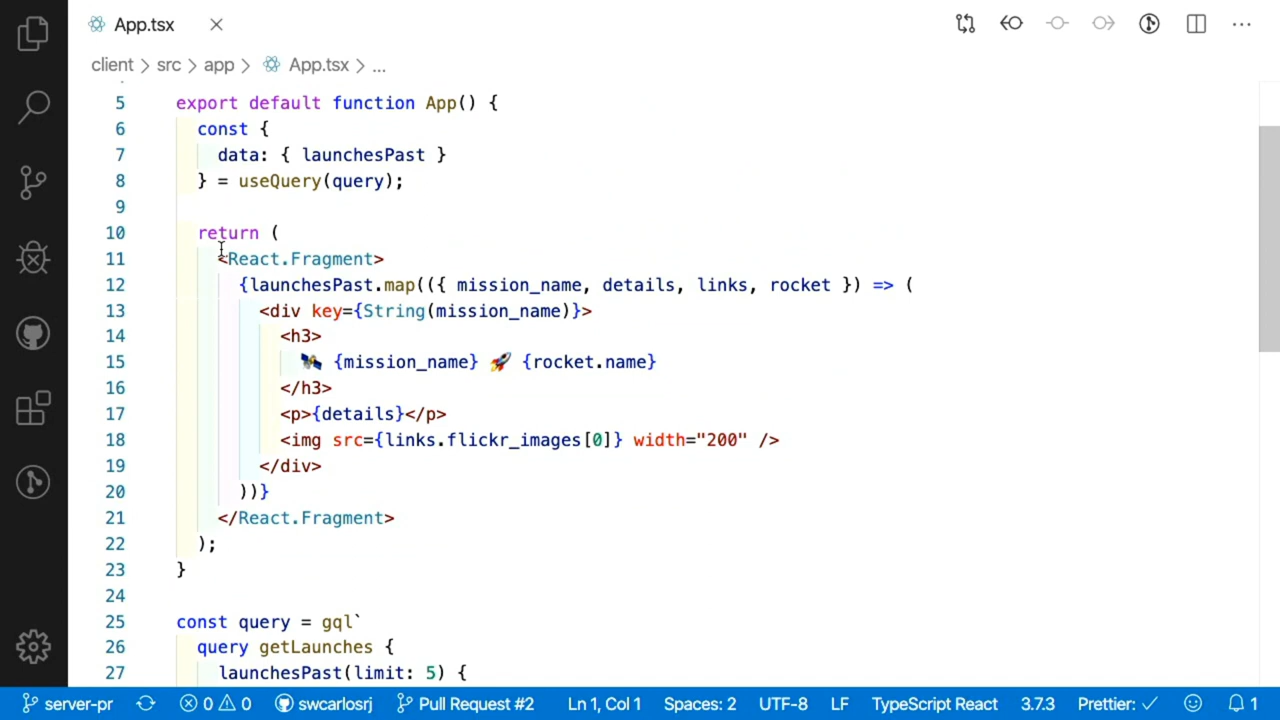 App.tsx
client > src > app > App.tsx > ...
5 export default function App() {
6 const {
7 data: { launchesPast }
8 } = useQuery(query);
9
10 return (
11 <React.Fragment>
12 {launchesPast.map(({ mission_name, details, links, rocket }) => (
13 <div key={String(mission_name)}>
14 <h3>
15 🛰 {mission_name} 🚀 {rocket.name}
16 </h3>
17 <p>{details}</p>
18 <img src={links.flickr_images[0]} width="200" />
19 </div>
20 ))}
21 </React.Fragment>
22 );
23 }
24
25 const query = gql`
26 query getLaunches {
27 launchesPast(limit: 5) {
server-pr 0 0 swcarlosrj Pull Request #2 Ln 1, Col 1 Spaces: 2 UTF-8 LF TypeScript React 3.7.3 Prettier: ✓ 1